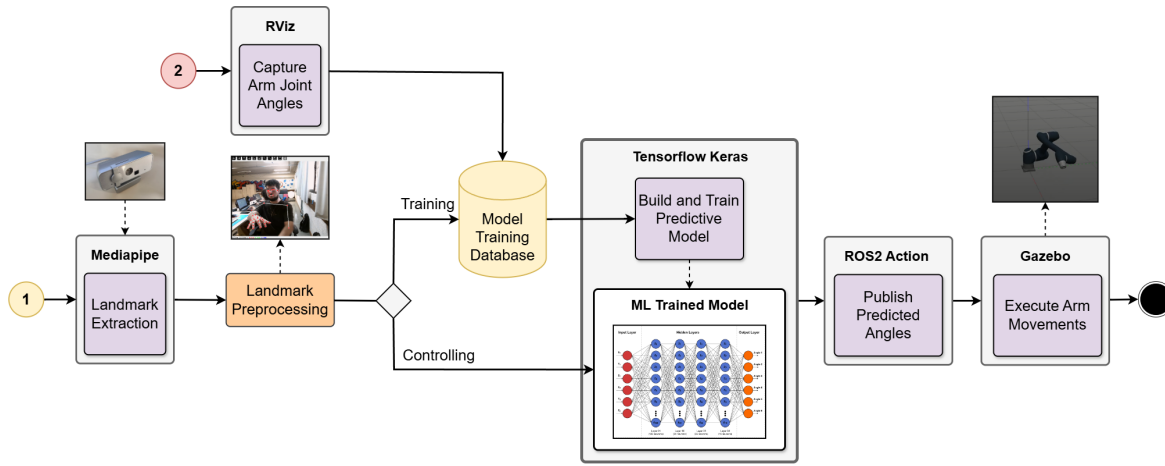 RViz
2
Capture
Arm Joint
Angles
Tensorflow Keras
Training
Model
Training
Database
Build and Train
Predictive
Model
Mediapipe
ROS2 Action
Gazebo
1
Landmark
Extraction
Landmark
Preprocessing
ML Trained Model
Publish
Predicted
Angles
Execute Arm
Movements
Controlling
Input Layer
Hidden Layers
Output Layer